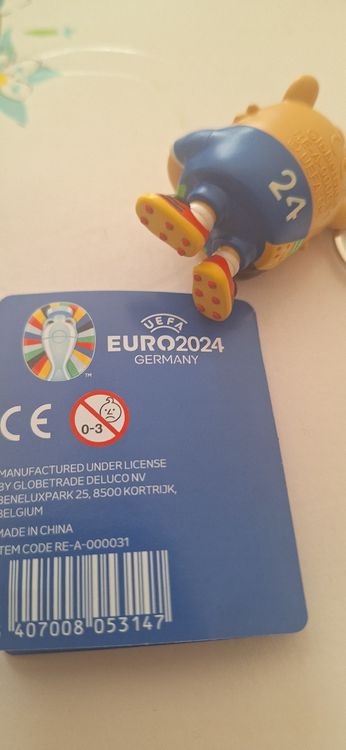 24
UEFA
EURO2024
GERMANY
TM
CE
0-3
MANUFACTURED UNDER LICENSE
BY GLOBETRADE DELUCO NV
BENELUXPARK 25, 8500 KORTRIJK,
BELGIUM
MADE IN CHINA
ITEM CODE RE-A-000031
407008 053147